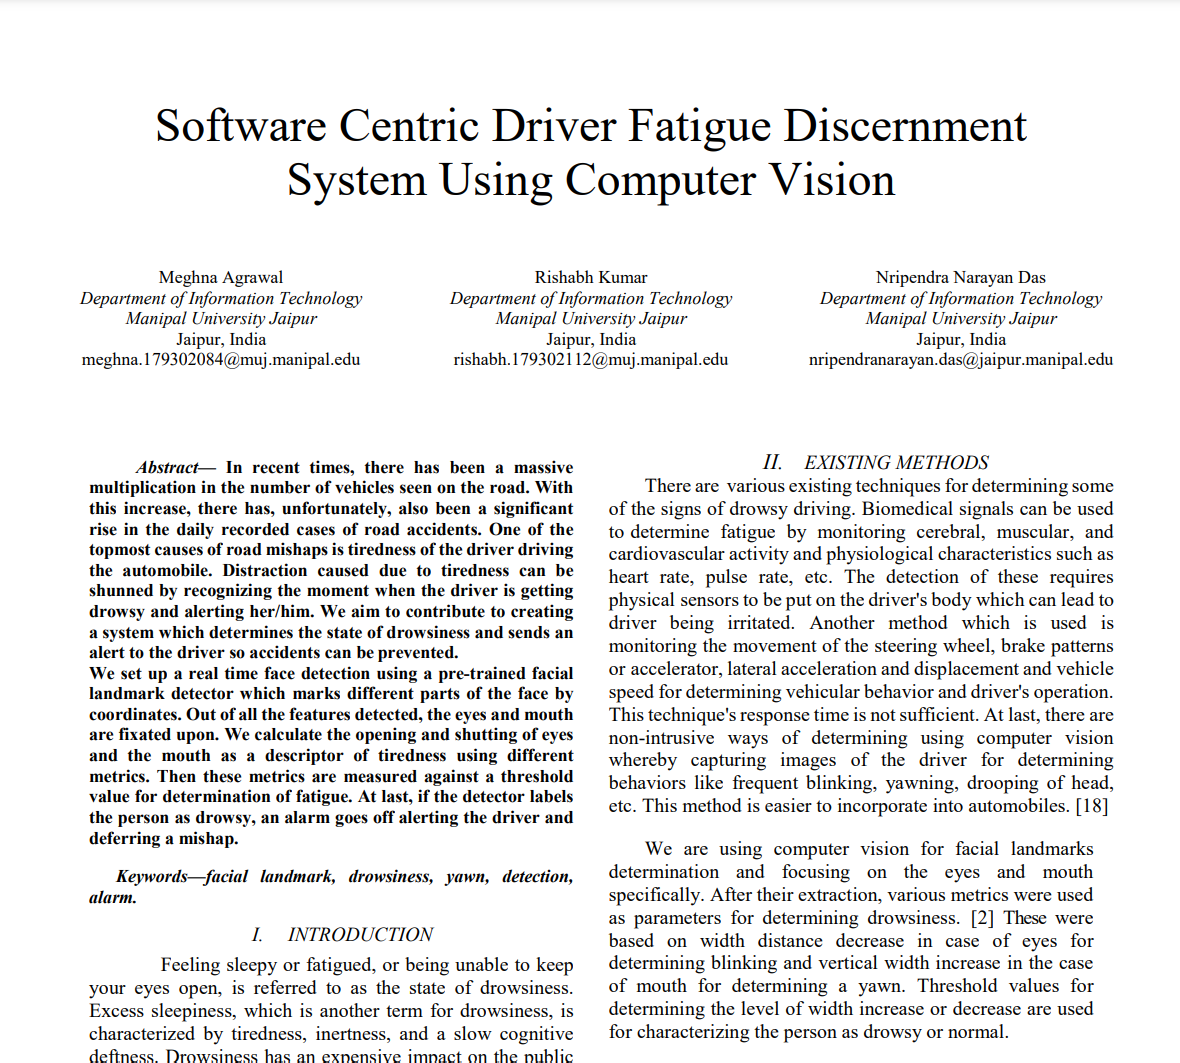 Software Centric Driver Fatigue Discernment
System Using Computer Vision
Meghna Agrawal
Department of Information Technology
Manipal University Jaipur
Jaipur, India
meghna.179302084@muj.manipal.edu
Rishabh Kumar
Department of Information Technology
Manipal University Jaipur
Jaipur, India
rishabh.179302112@muj.manipal.edu
Nripendra Narayan Das
Department of Information Technology
Manipal University Jaipur
Jaipur, India
nripendranarayan.das@jaipur.manipal.edu
Abstract— In recent times, there has been a massive
multiplication in the number of vehicles seen on the road. With
this increase, there has, unfortunately, also been a significant
rise in the daily recorded cases of road accidents. One of the
topmost causes of road mishaps is tiredness of the driver driving
the automobile. Distraction caused due to tiredness can be
shunned by recognizing the moment when the driver is getting
drowsy and alerting her/him. We aim to contribute to creating
a system which determines the state of drowsiness and sends an
alert to the driver so accidents can be prevented.
We set up a real time face detection using a pre-trained facial
landmark detector which marks different parts of the face by
coordinates. Out of all the features detected, the eyes and mouth
are fixated upon. We calculate the opening and shutting of eyes
and the mouth as a descriptor of tiredness using different
metrics. Then these metrics are measured against a threshold
value for determination of fatigue. At last, if the detector labels
the person as drowsy, an alarm goes off alerting the driver and
deferring a mishap.
Keywords—facial landmark, drowsiness, yawn, detection,
alarm.
I. INTRODUCTION
Feeling sleepy or fatigued, or being unable to keep
your eyes open, is referred to as the state of drowsiness.
Excess sleepiness, which is another term for drowsiness, is
characterized by tiredness, inertness, and a slow cognitive
deftness. Drowsiness has an expensive impact on the public
II. EXISTING METHODS
There are various existing techniques for determining some
of the signs of drowsy driving. Biomedical signals can be used
to determine fatigue by monitoring cerebral, muscular, and
cardiovascular activity and physiological characteristics such as
heart rate, pulse rate, etc. The detection of these requires
physical sensors to be put on the driver's body which can lead to
driver being irritated. Another method which is used is
monitoring the movement of the steering wheel, brake patterns
or accelerator, lateral acceleration and displacement and vehicle
speed for determining vehicular behavior and driver's operation.
This technique's response time is not sufficient. At last, there are
non-intrusive ways of determining using computer vision
whereby capturing images of the driver for determining
behaviors like frequent blinking, yawning, drooping of head,
etc. This method is easier to incorporate into automobiles. [18]
We are using computer vision for facial landmarks
determination and focusing on the eyes and mouth
specifically. After their extraction, various metrics were used
as parameters for determining drowsiness. [2] These were
based on width distance decrease in case of eyes for
determining blinking and vertical width increase in the case
of mouth for determining a yawn. Threshold values for
determining the level of width increase or decrease are used
for characterizing the person as drowsy or normal.